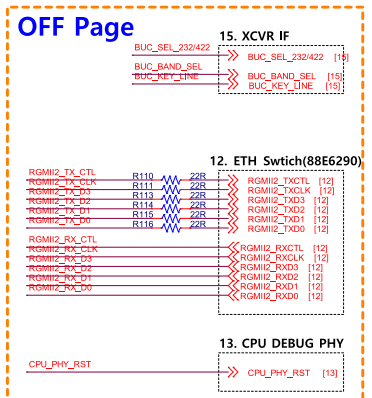 OFF Page
15. XCVR IF
BUC_SEL_232/422 BUC_SEL_232/422 [15]
BUC_BAND_SEL BUC_BAND_SEL [15]
BUC_KEY_LINE BUC_KEY_LINE [15]
12. ETH Swtich(88E6290)
RGMII2_TX_CTL R110 22R RGMII2_TXCTL [12]
RGMII2_TX_CLK R111 22R RGMII2_TXCLK [12]
RGMII2_TX_D3 R113 22R RGMII2_TXD3 [12]
RGMII2_TX_D2 R114 22R RGMII2_TXD2 [12]
RGMII2_TX_D1 R115 22R RGMII2_TXD1 [12]
RGMII2_TX_D0 R116 22R RGMII2_TXD0 [12]
RGMII2_RX_CTL RGMII2_RXCTL [12]
RGMII2_RX_CLK RGMII2_RXCLK [12]
RGMII2_RX_D3 RGMII2_RXD3 [12]
RGMII2_RX_D2 RGMII2_RXD2 [12]
RGMII2_RX_D1 RGMII2_RXD1 [12]
RGMII2_RX_D0 RGMII2_RXD0 [12]
13. CPU DEBUG PHY
CPU_PHY_RST CPU_PHY_RST [13]